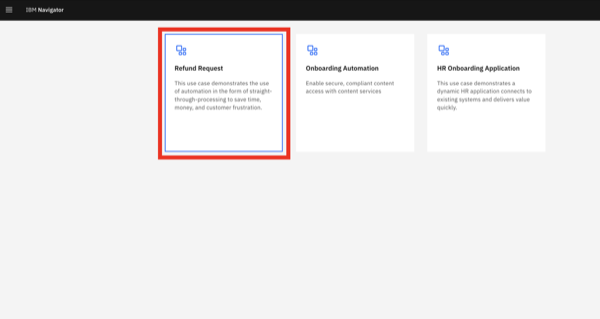 IBM Navigator
Refund Request
This use case demonstrates the use
of automation in the form of straight-
through-processing to save time,
money, and customer frustration.
Onboarding Automation
Enable secure, compliant content
access with content services
HR Onboarding Application
This use case demonstrates a
dynamic HR application connects to
existing systems and delivers value
quickly.